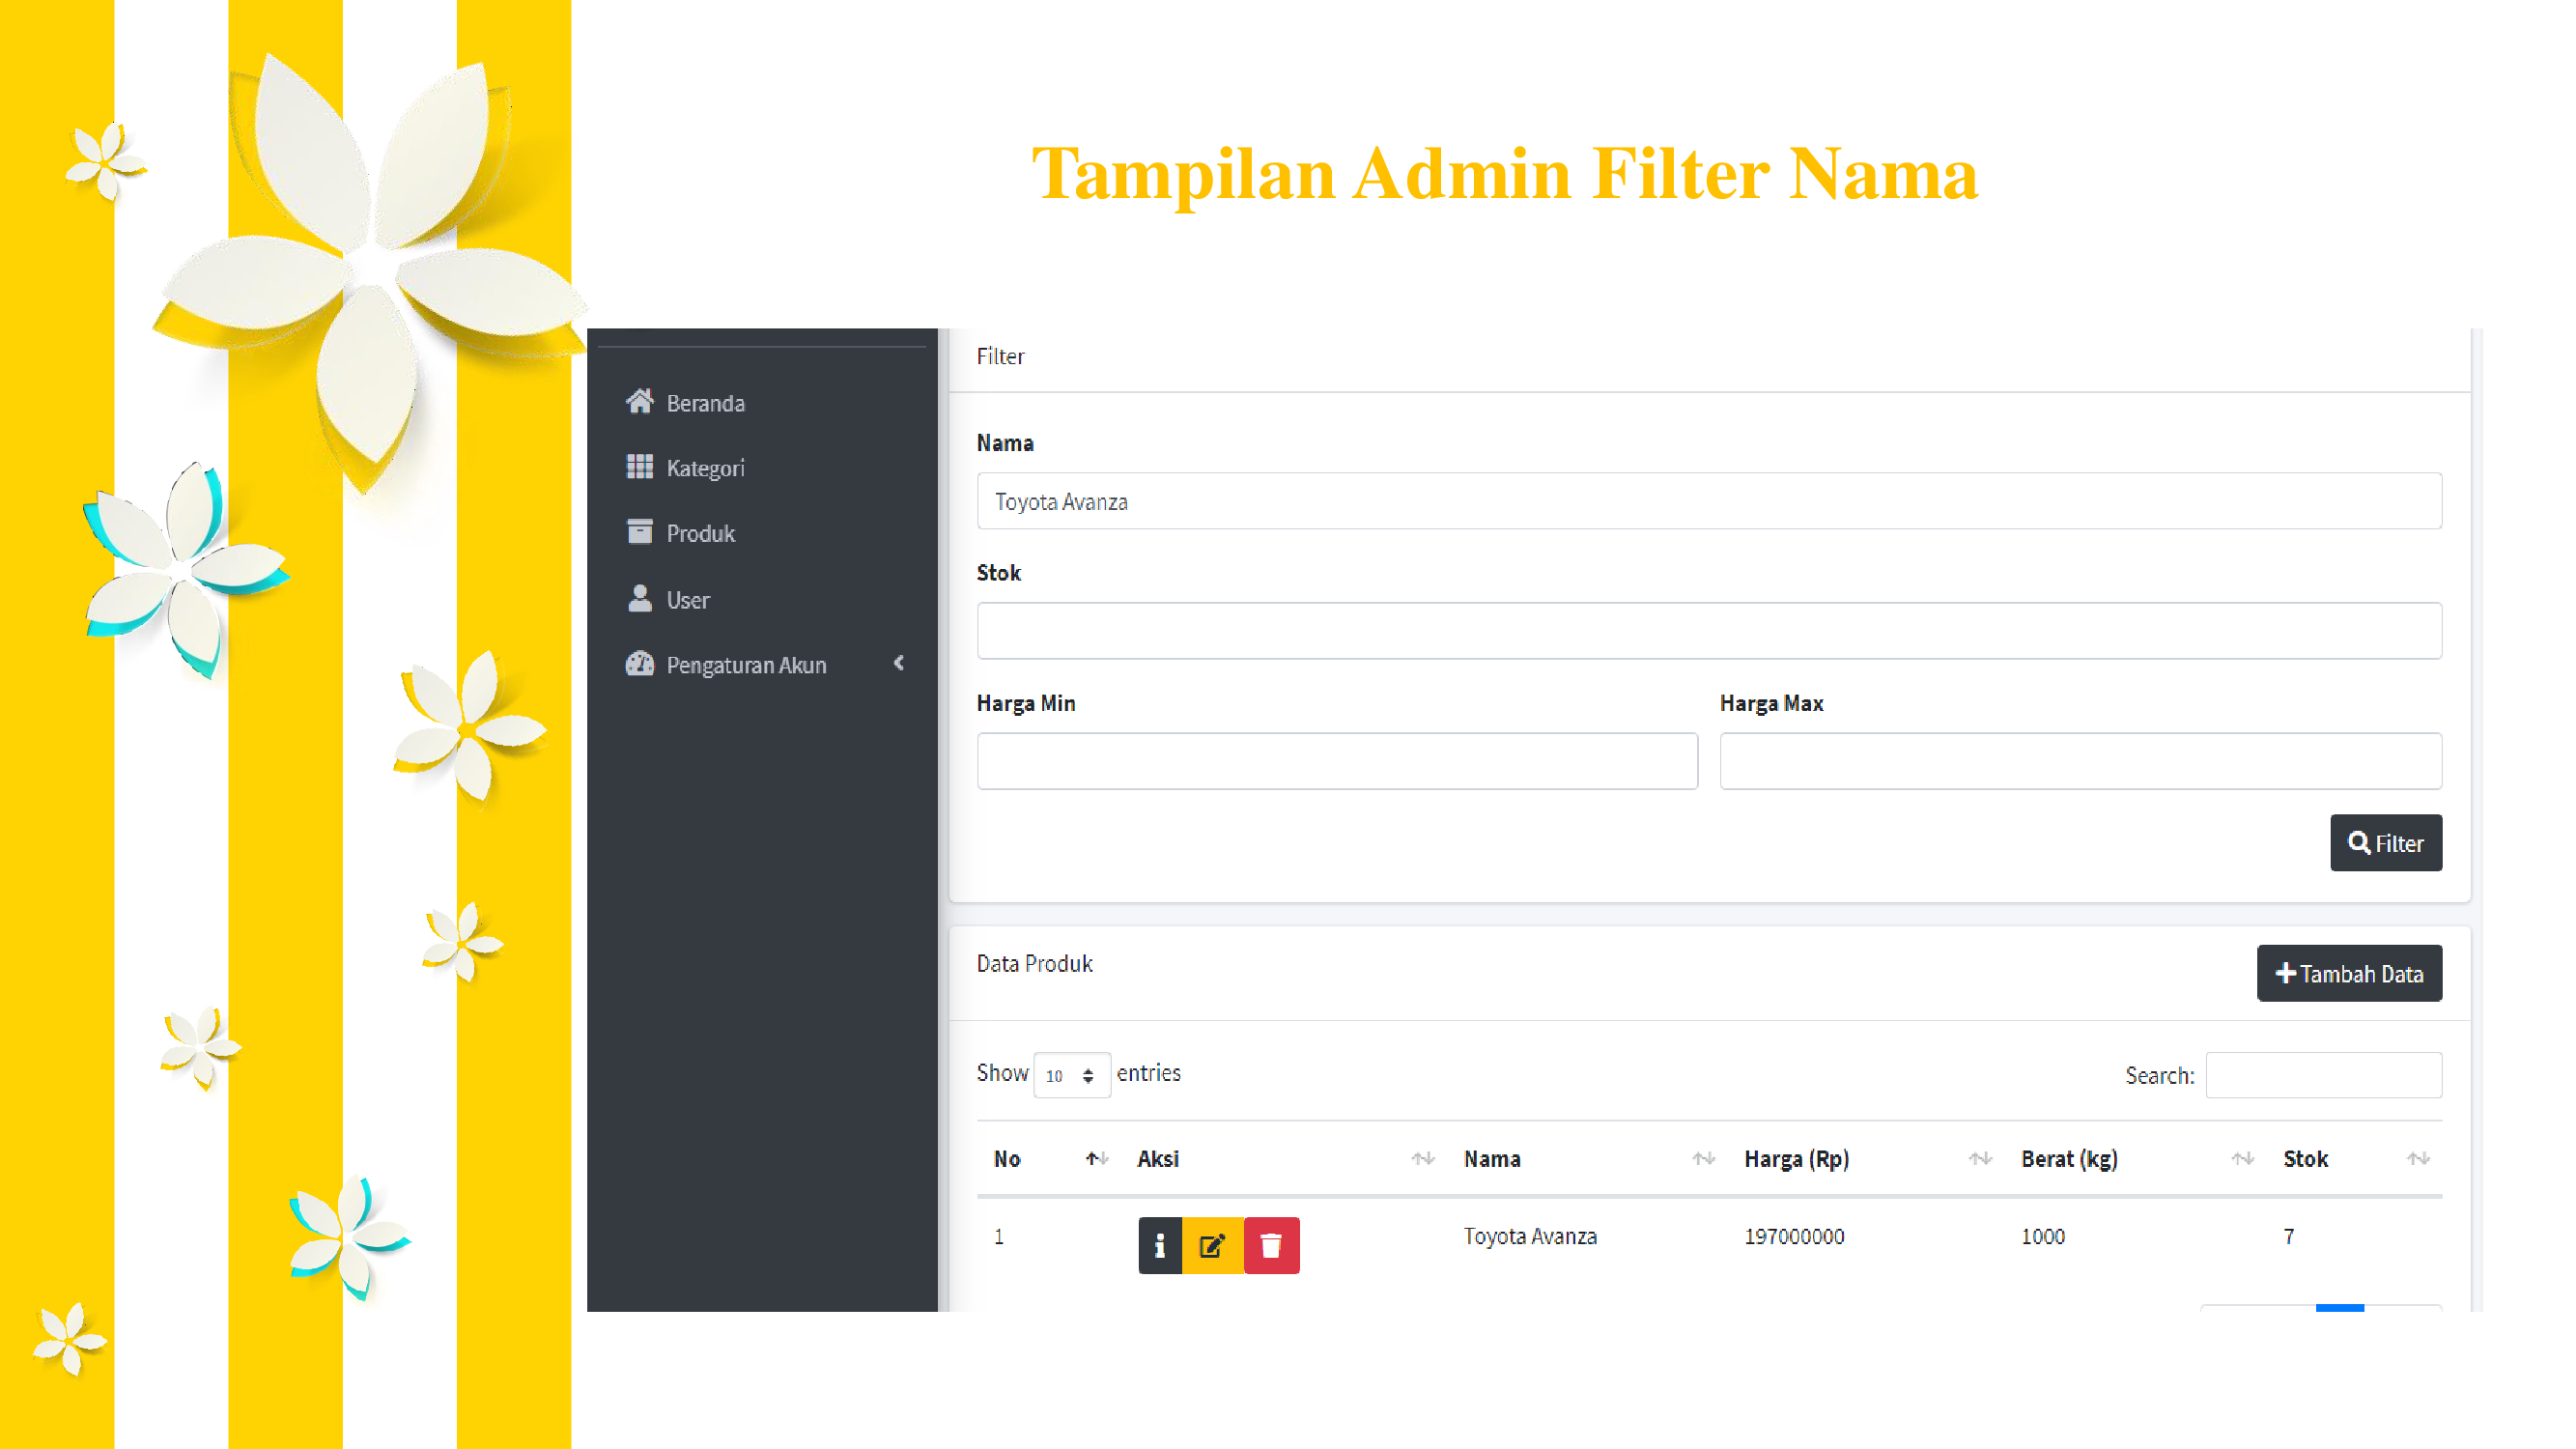 Tampilan Admin Filter Nama
Beranda
Kategori
Produk
User
Pengaturan Akun
Filter
Nama
Toyota Avanza
Stok
Harga Min Harga Max
Filter
Data Produk Tambah Data
Show 10 entries Search:
No Aksi Nama Harga (Rp) Berat (kg) Stok
1 Toyota Avanza 197000000 1000 7